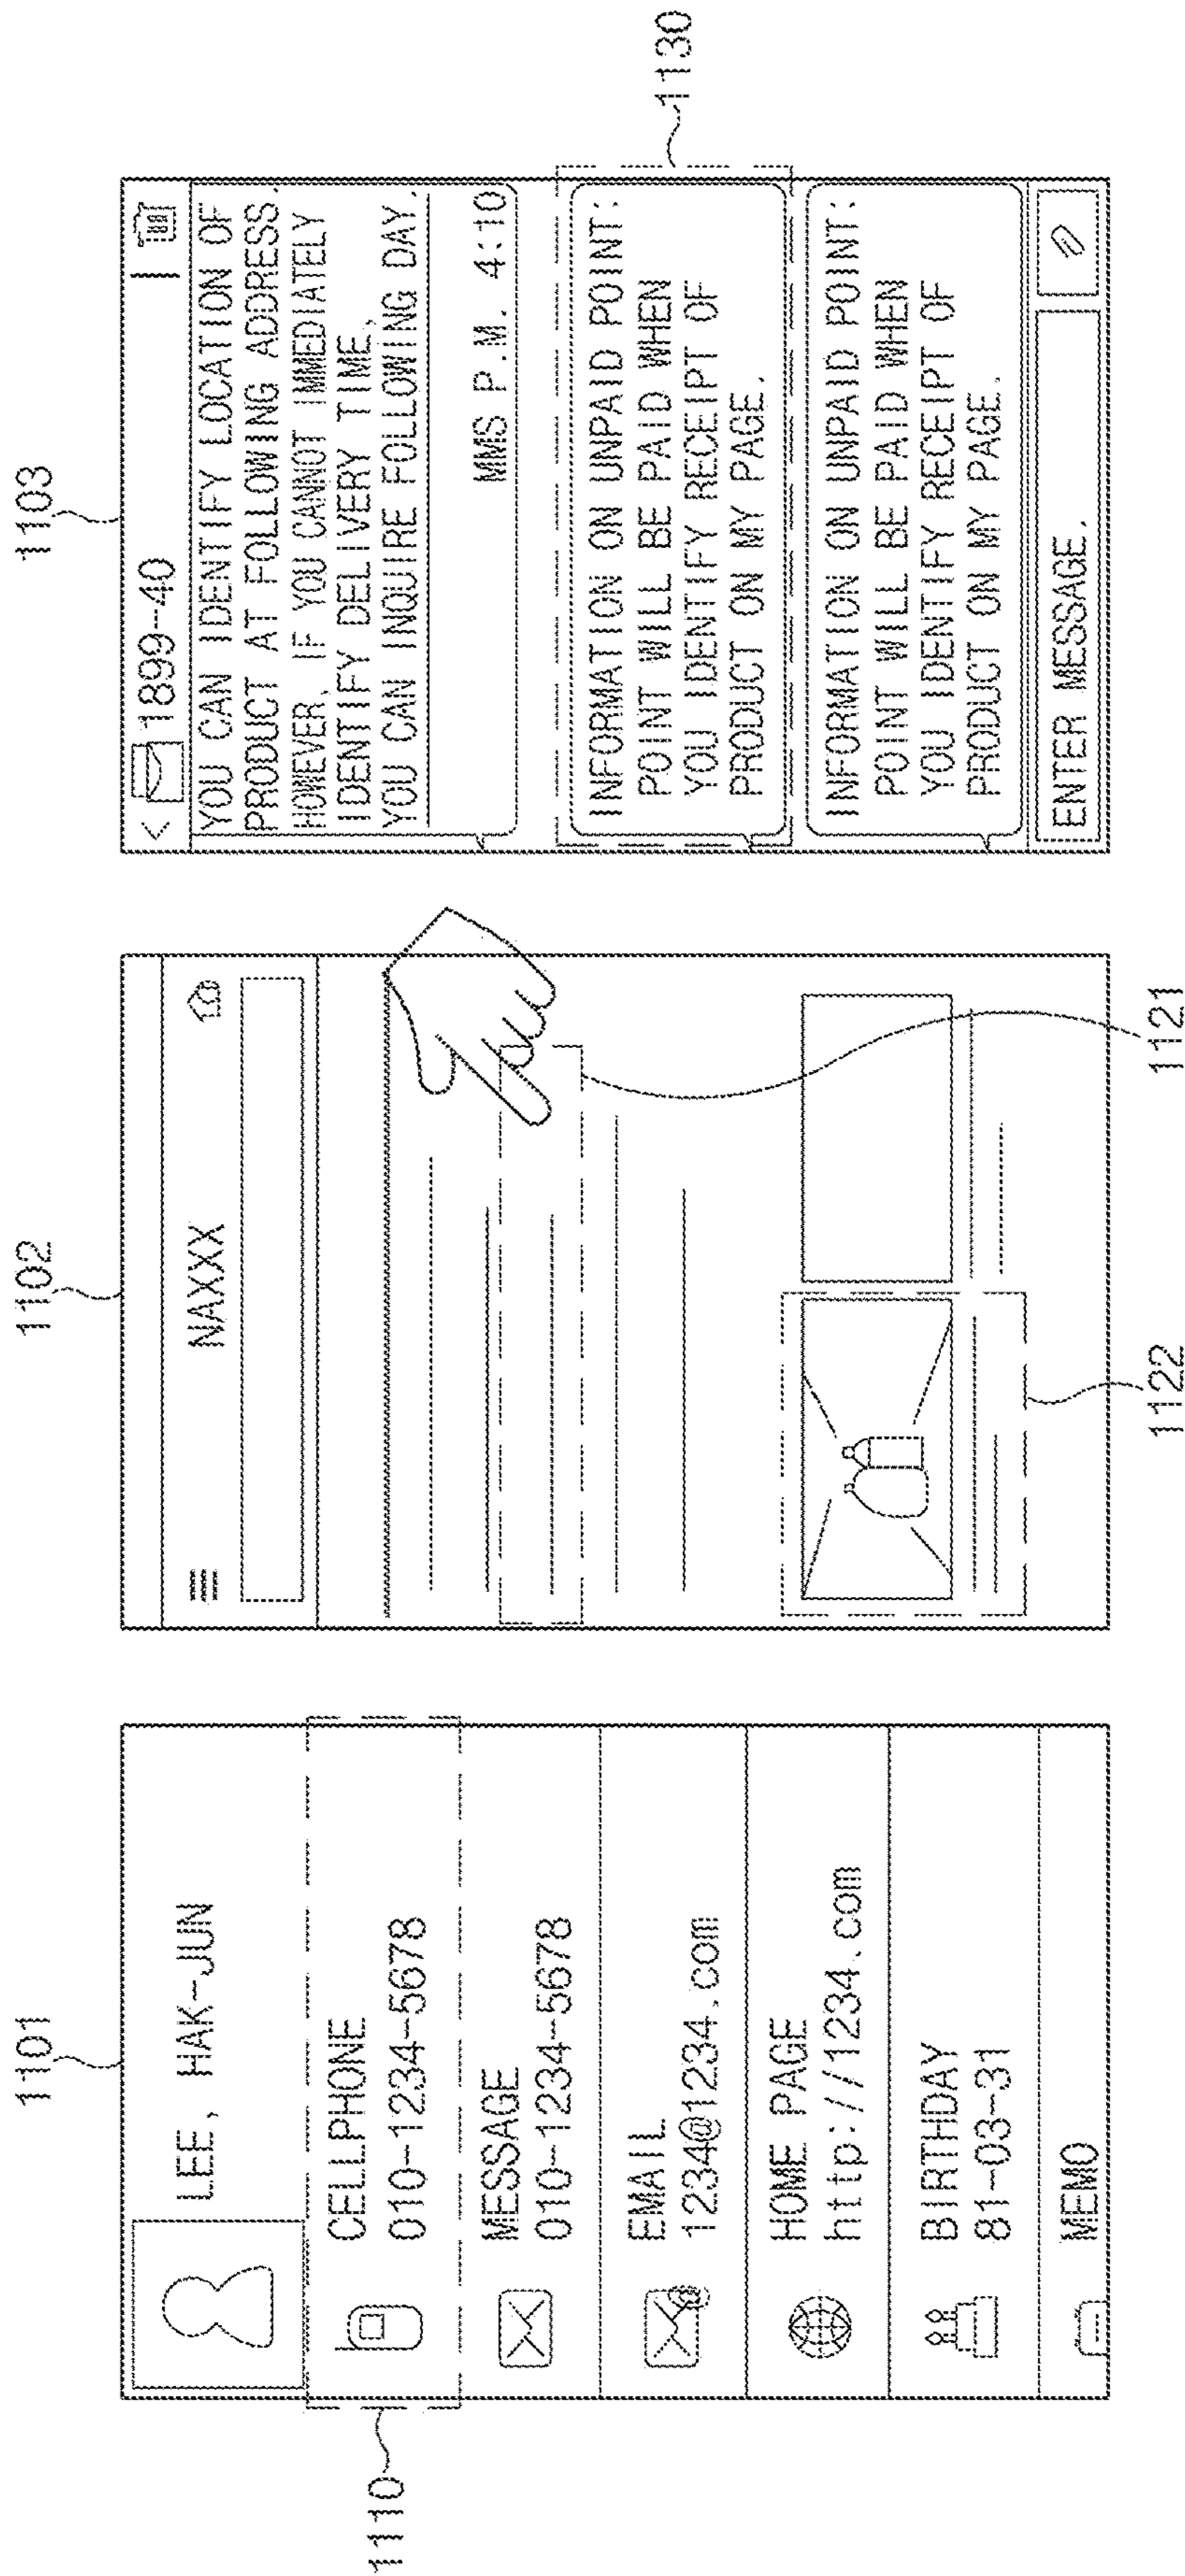 1101
LEE, HAK-JUN
CELLPHONE
010-1234-5678
1110
MESSAGE
010-1234-5678
EMAIL
1234@1234.com
HOME PAGE
http://1234.com
BIRTHDAY
81-03-31
MEMO
1102
NAXXX
1121
1122
1103
<
1899-40
YOU CAN IDENTIFY LOCATION OF
PRODUCT AT FOLLOWING ADDRESS.
HOWEVER, IF YOU CANNOT IMMEDIATELY
IDENTIFY DELIVERY TIME,
YOU CAN INQUIRE FOLLOWING DAY.
MMS P.M. 4:10
1130
INFORMATION ON UNPAID POINT:
POINT WILL BE PAID WHEN
YOU IDENTIFY RECEIPT OF
PRODUCT ON MY PAGE.
INFORMATION ON UNPAID POINT:
POINT WILL BE PAID WHEN
YOU IDENTIFY RECEIPT OF
PRODUCT ON MY PAGE.
ENTER MESSAGE.